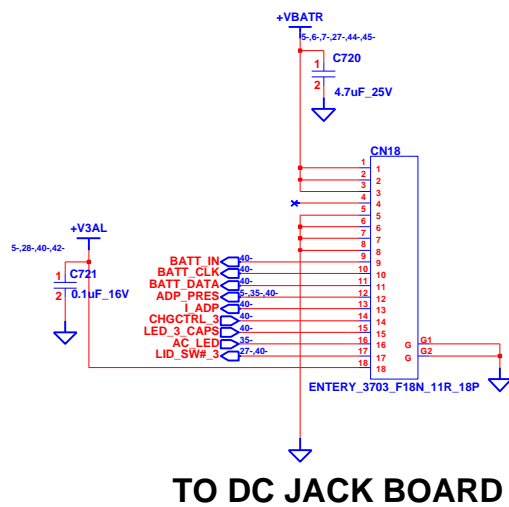 +VBATR
5-,6-,7-,27-,44-,45-
C720
1
2
4.7uF_25V
CN18
1 1
2 2
3 3
4 4
5 5
6 6
7 7
8 8
+V3AL
5-,28-,40-,42-
C721
1
2
0.1uF_16V
BATT_IN 40- 9 9
BATT_CLK 40- 10 10
BATT_DATA 40- 11 11
ADP_PRES 5-,35-,40- 12 12
I_ADP 40- 13 13
CHGCTRL_3 40- 14 14
LED_3_CAPS 40- 15 15
AC_LED 35- 16 16 G G1
LID_SW#_3 27-,40- 17 17 G G2
18 18
ENTERY_3703_F18N_11R_18P
TO DC JACK BOARD